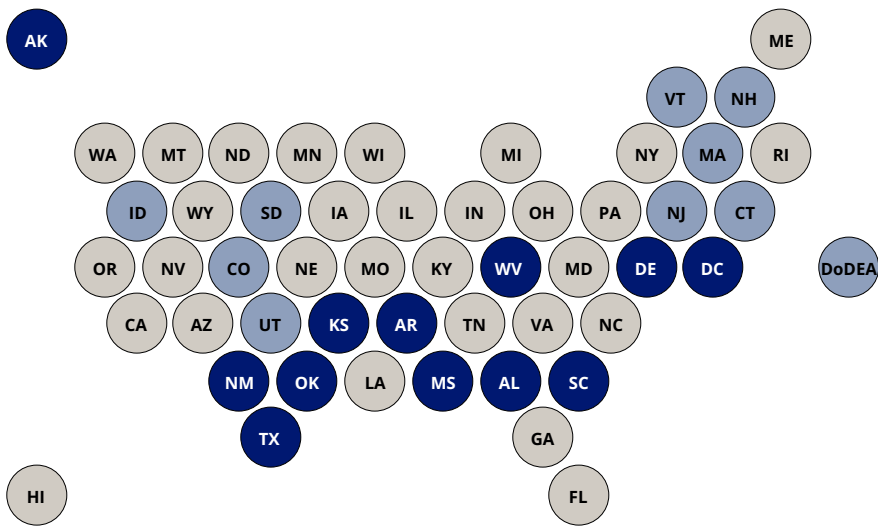 AK
ME
VT NH
WA MT ND MN WI MI NY MA RI
ID WY SD IA IL IN OH PA NJ CT
OR NV CO NE MO KY WV MD DE DC DoDEA
CA AZ UT KS AR TN VA NC
NM OK LA MS AL SC
TX GA
HI FL